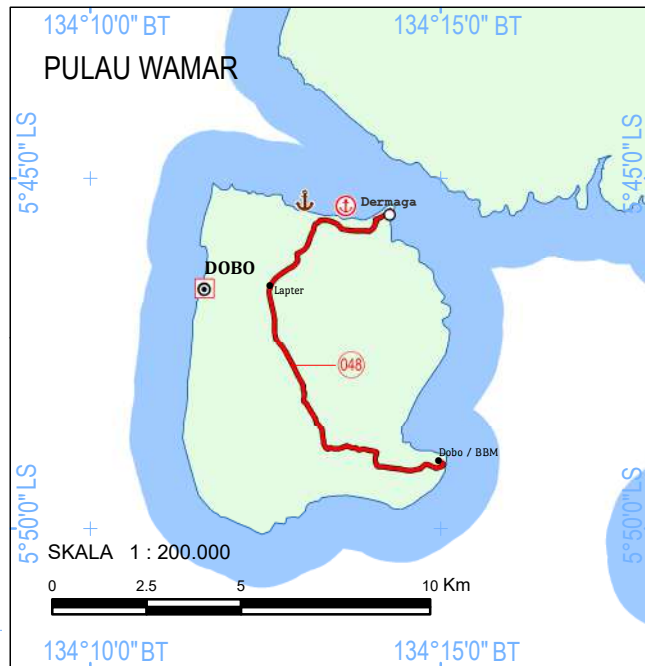 134°10'0" BT
134°15'0" BT
PULAU WAMAR
5°45'0" LS
5°45'0" LS
Dermaga
DOBO
Lapter
048
Dobo / BBM
5°50'0" LS
5°50'0" LS
SKALA 1 : 200.000
0 2.5 5 10 Km
134°10'0" BT
134°15'0" BT